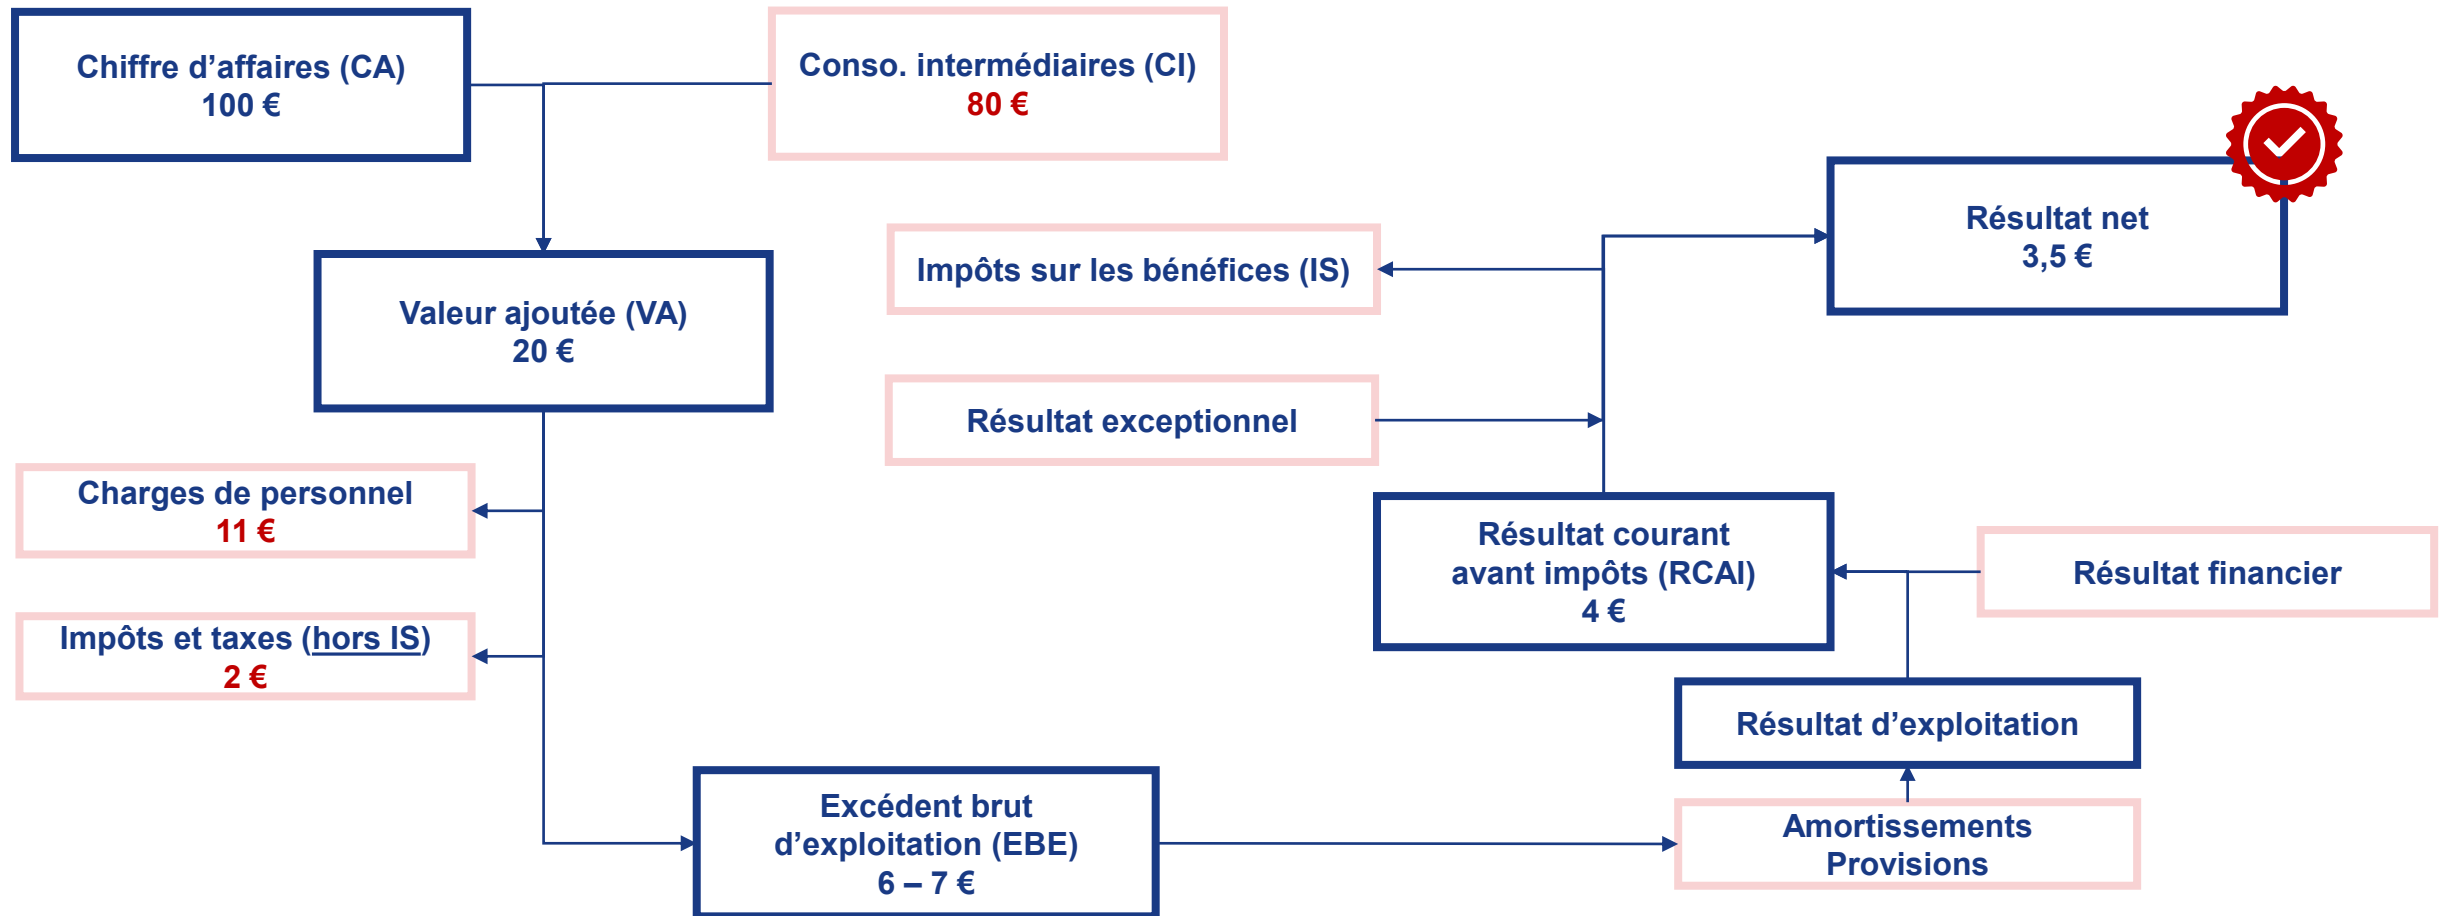 Chiffre d’affaires (CA)
100 €
Conso. intermédiaires (CI)
80 €
Valeur ajoutée (VA)
20 €
Charges de personnel
11 €
Impôts et taxes (hors IS)
2 €
Excédent brut
d’exploitation (EBE)
6 – 7 €
Amortissements
Provisions
Résultat d’exploitation
Résultat financier
Résultat courant
avant impôts (RCAI)
4 €
Résultat exceptionnel
Impôts sur les bénéfices (IS)
Résultat net
3,5 €